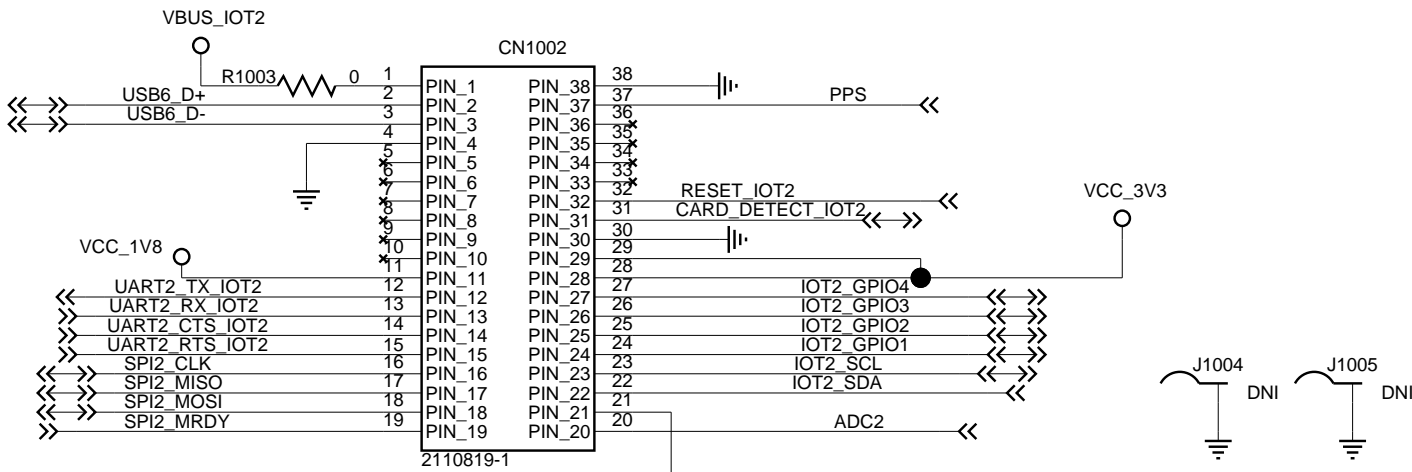 VBUS_IOT2
CN1002
R1003 0
1 PIN_1 PIN_38 38
USB6_D+ 2 PIN_2 PIN_37 37 PPS
USB6_D- 3 PIN_3 PIN_36 36
4 PIN_4 PIN_35 35
5 PIN_5 PIN_34 34
6 PIN_6 PIN_33 33
7 PIN_7 PIN_32 32 RESET_IOT2
8 PIN_8 PIN_31 31 CARD_DETECT_IOT2
VCC_3V3
9 PIN_9 PIN_30 30
10 PIN_10 PIN_29 29
VCC_1V8
11 PIN_11 PIN_28 28
UART2_TX_IOT2 12 PIN_12 PIN_27 27 IOT2_GPIO4
UART2_RX_IOT2 13 PIN_13 PIN_26 26 IOT2_GPIO3
UART2_CTS_IOT2 14 PIN_14 PIN_25 25 IOT2_GPIO2
UART2_RTS_IOT2 15 PIN_15 PIN_24 24 IOT2_GPIO1
SPI2_CLK 16 PIN_16 PIN_23 23 IOT2_SCL
SPI2_MISO 17 PIN_17 PIN_22 22 IOT2_SDA
SPI2_MOSI 18 PIN_18 PIN_21 21
SPI2_MRDY 19 PIN_19 PIN_20 20 ADC2
2110819-1
J1004 DNI
J1005 DNI